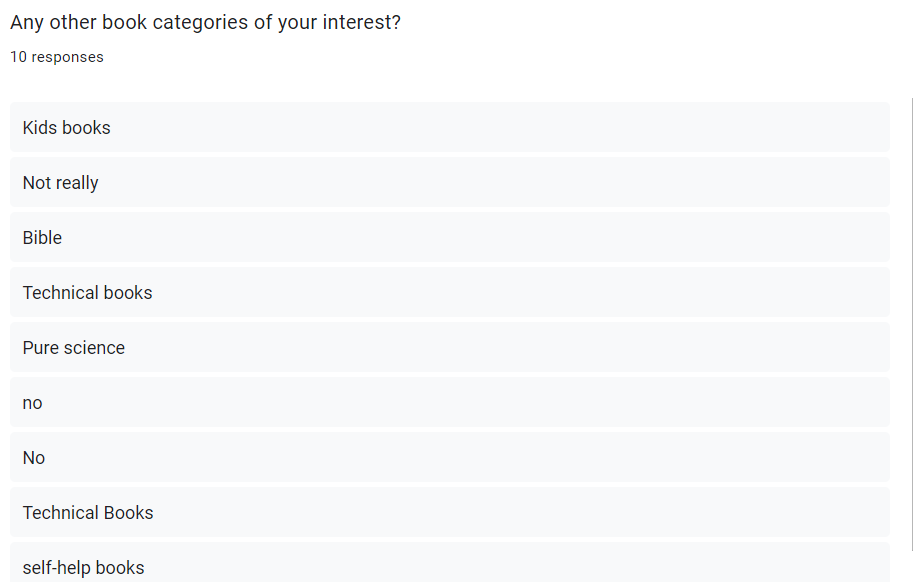 Any other book categories of your interest?
10 responses
Kids books
Not really
Bible
Technical books
Pure science
no
No
Technical Books
self-help books